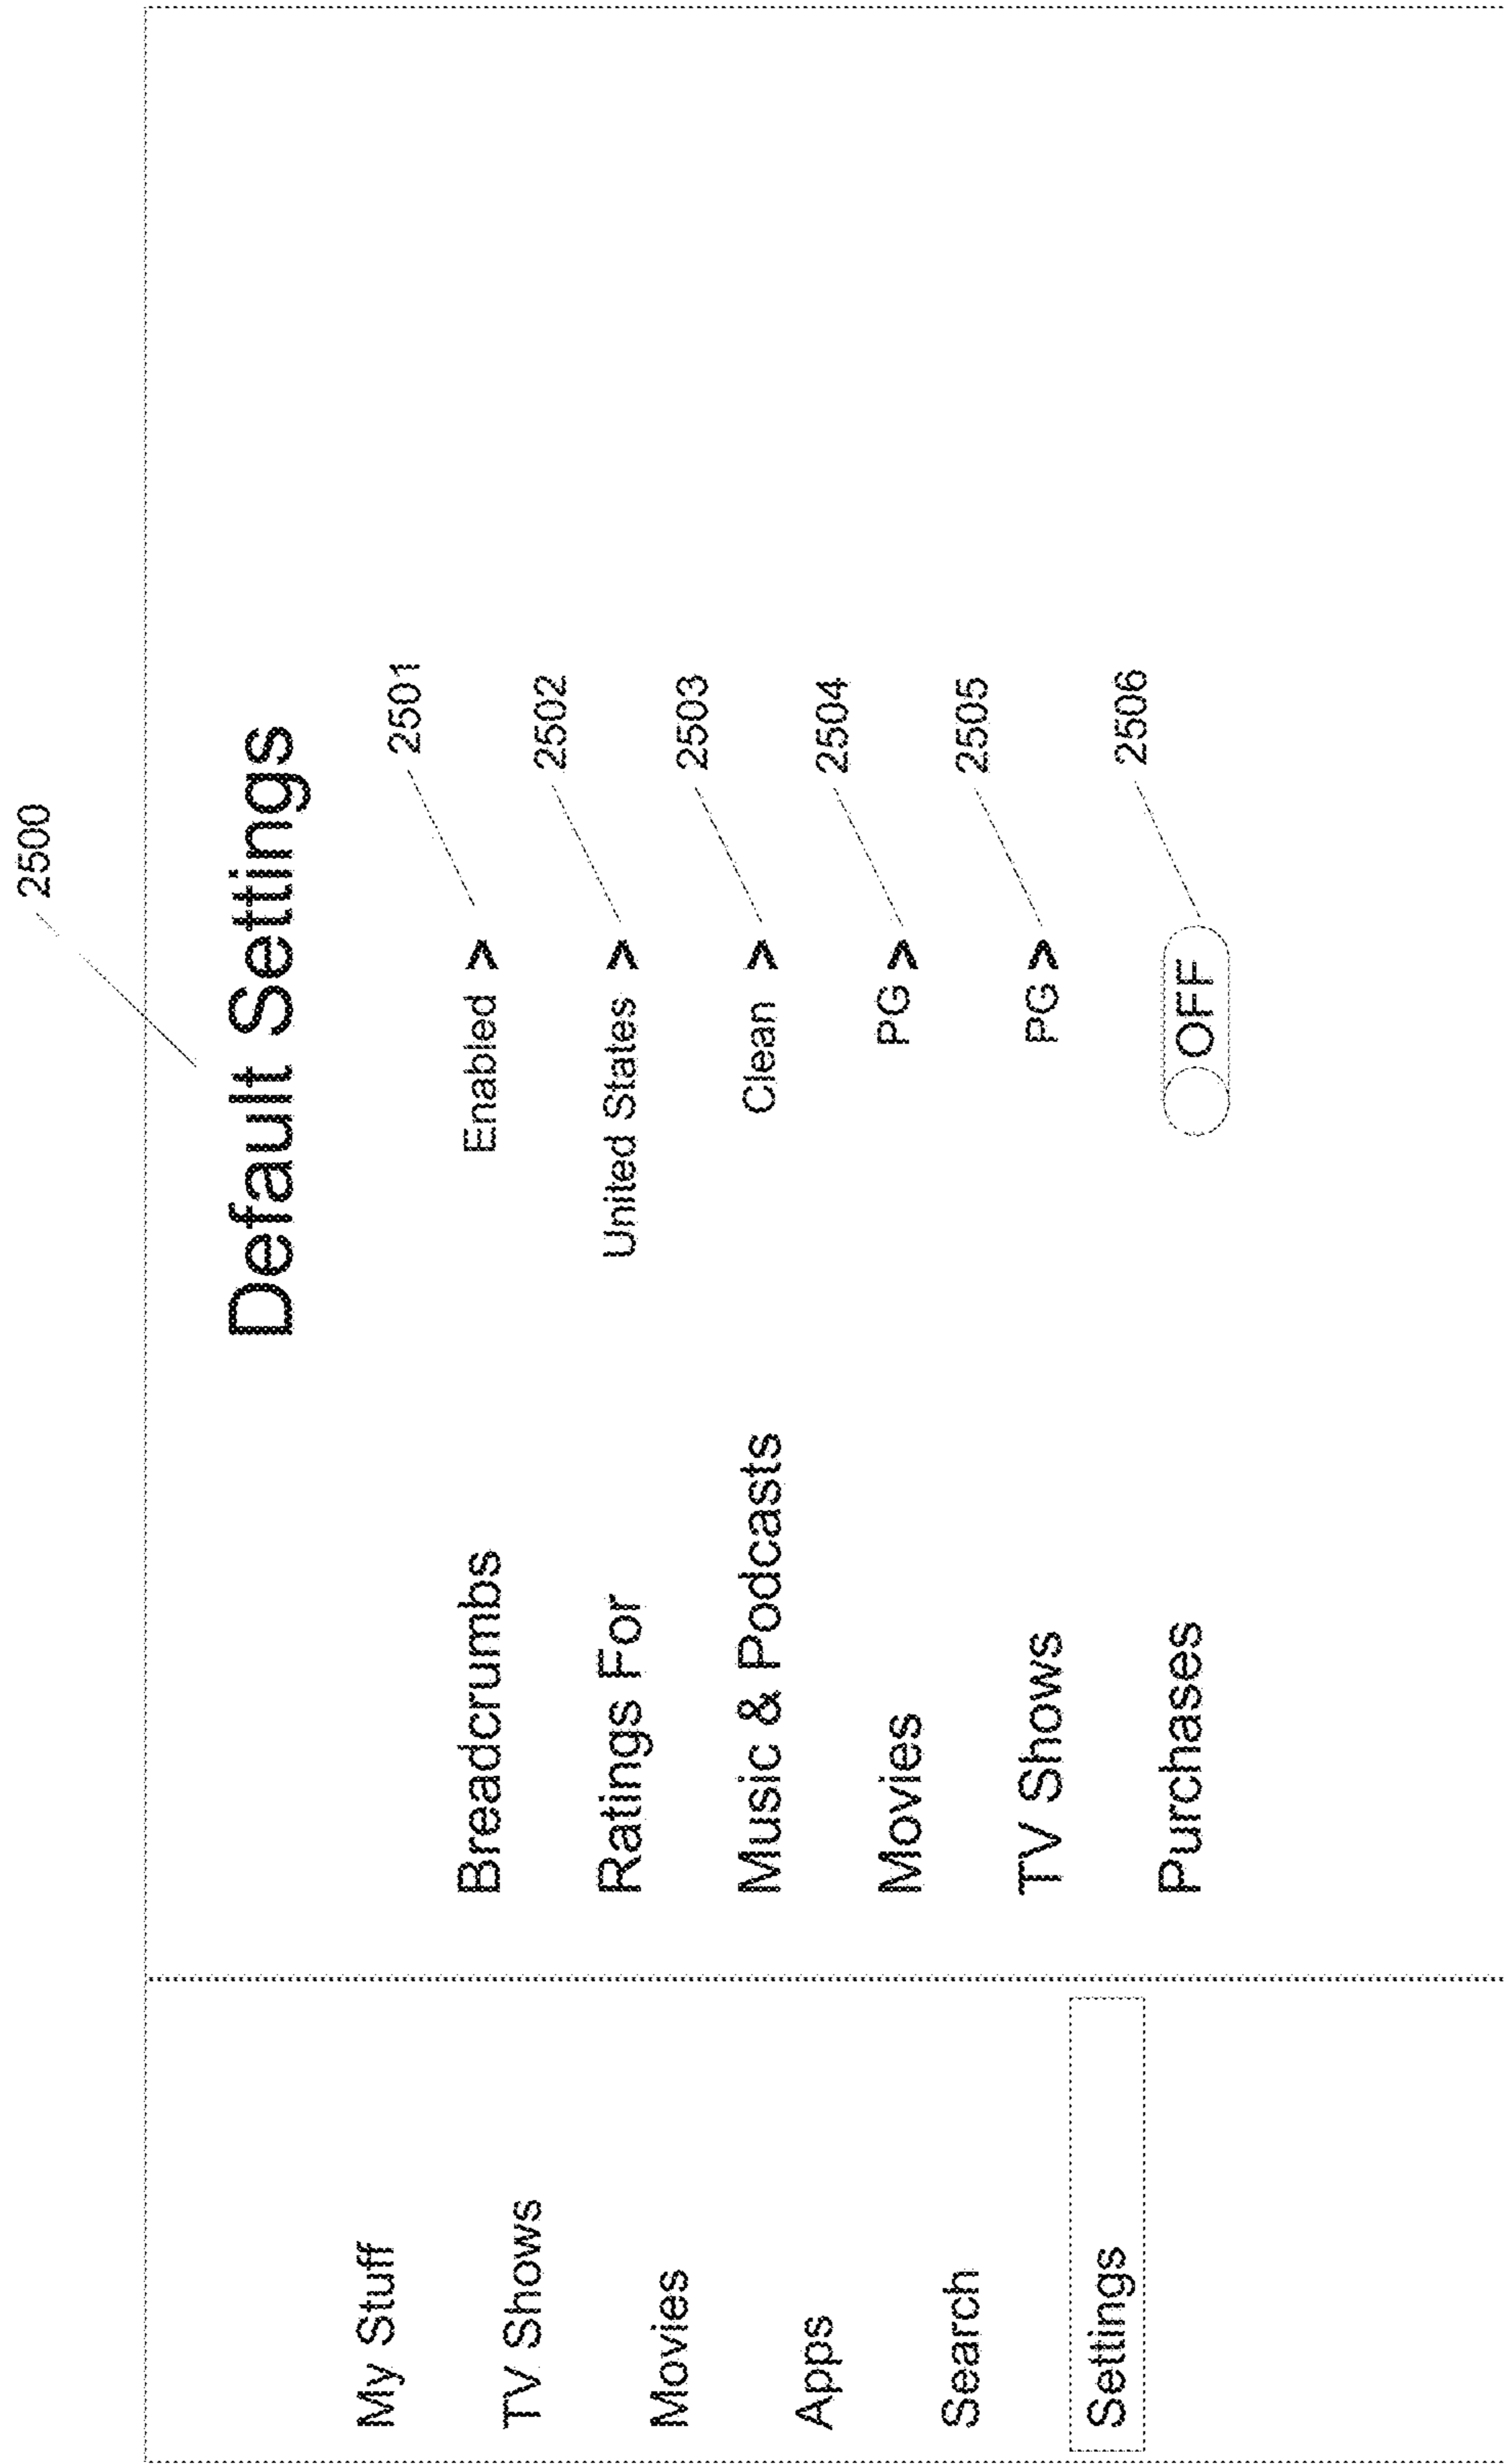 2500
Default Settings
My Stuff
TV Shows
Movies
Apps
Search
Settings
Breadcrumbs Enabled > 2501
Ratings For United States > 2502
Music & Podcasts Clean > 2503
Movies PG > 2504
TV Shows PG > 2505
Purchases OFF 2506